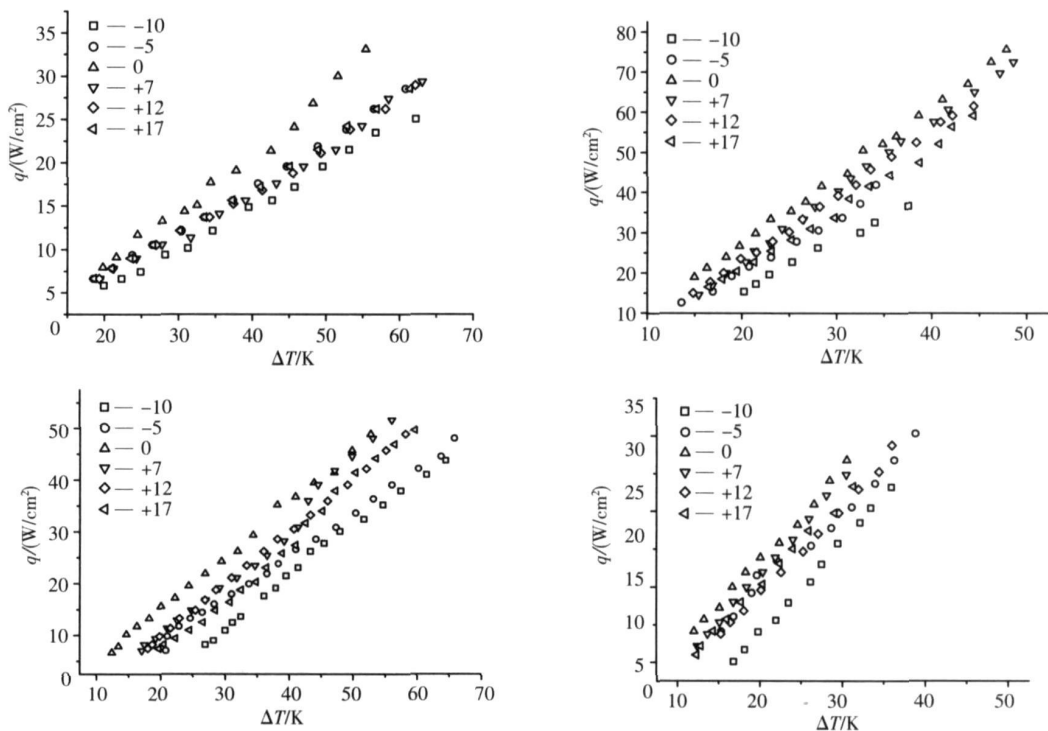 35
30
25
20
15
10
5
0
q/(W/cm²)
□ — −10
○ — −5
△ — 0
▽ — +7
◇ — +12
◁ — +17
20 30 40 50 60 70
ΔT/K
80
70
60
50
40
30
20
10
q/(W/cm²)
□ — −10
○ — −5
△ — 0
▽ — +7
◇ — +12
◁ — +17
10 20 30 40 50
ΔT/K
50
40
30
20
10
0
q/(W/cm²)
□ — −10
○ — −5
△ — 0
▽ — +7
◇ — +12
◁ — +17
10 20 30 40 50 60 70
ΔT/K
35
30
25
20
15
10
5
0
q/(W/cm²)
□ — −10
○ — −5
△ — 0
▽ — +7
◇ — +12
◁ — +17
10 20 30 40 50
ΔT/K